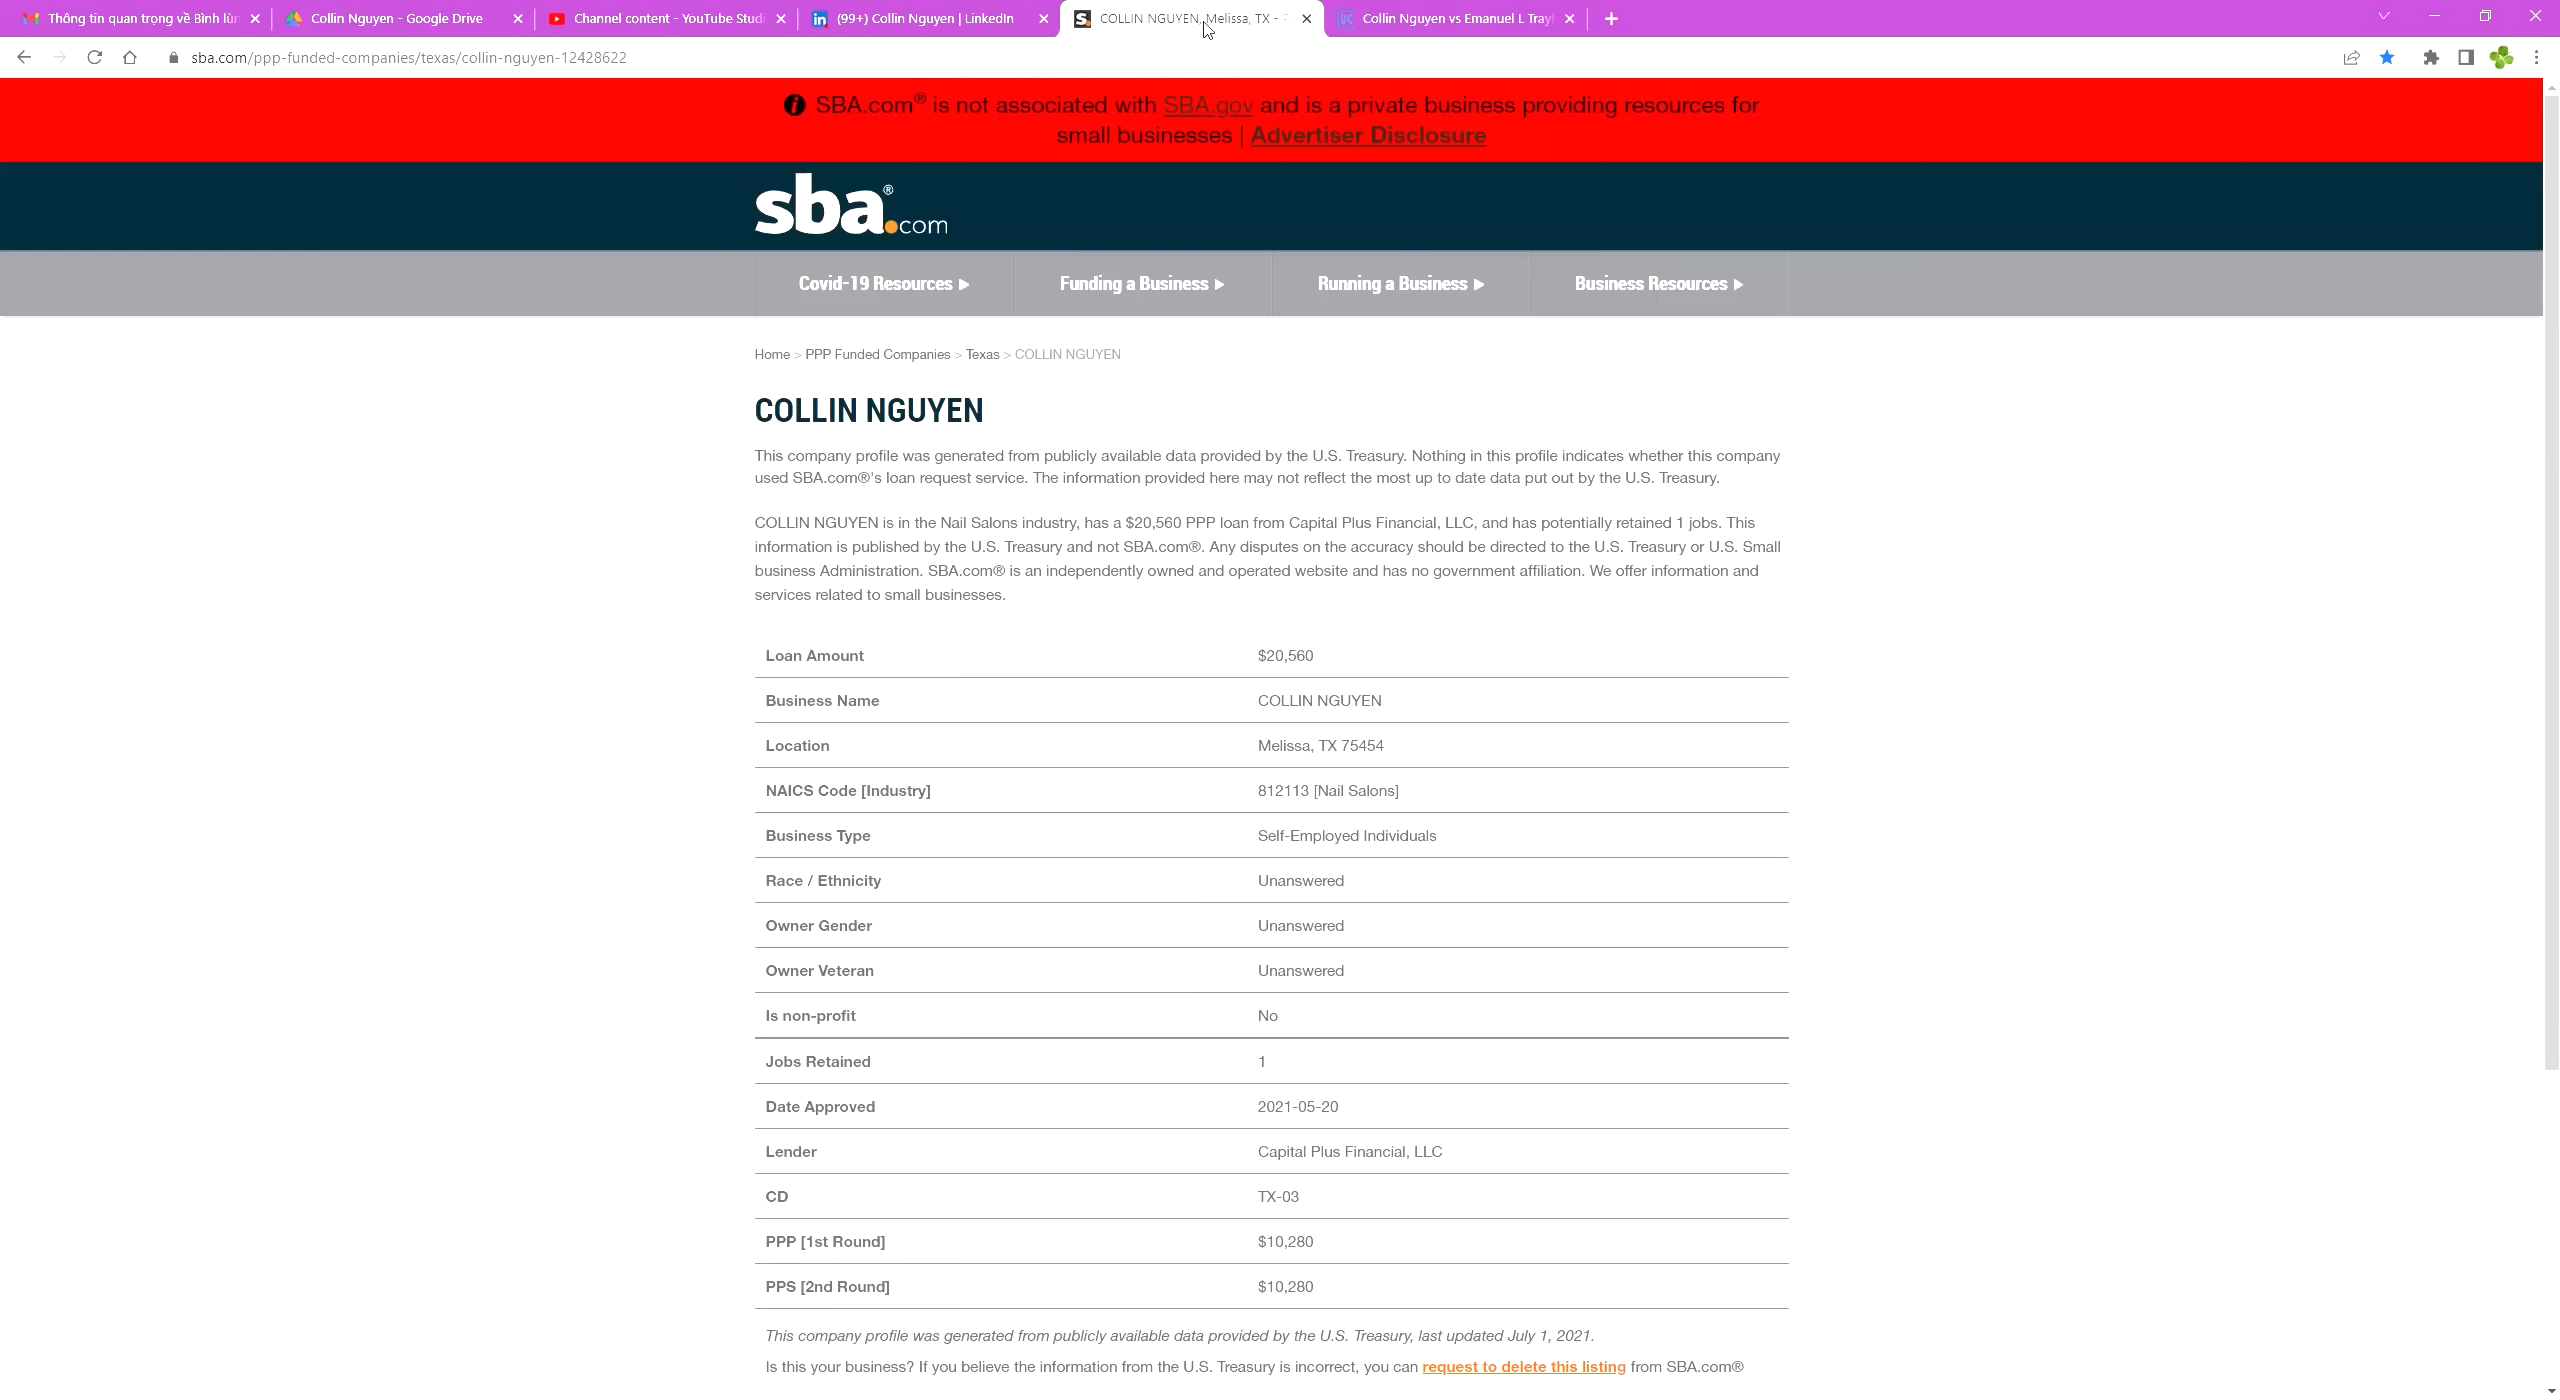 Thông tin quan trọng về Bình lùn
Collin Nguyen - Google Drive
Channel content - YouTube Studi
(99+) Collin Nguyen | LinkedIn
COLLIN NGUYEN, Melissa, TX -
Collin Nguyen vs Emanuel L Trayl
sba.com/ppp-funded-companies/texas/collin-nguyen-12428622
SBA.com® is not associated with SBA.gov and is a private business providing resources for
small businesses | Advertiser Disclosure
sba®.com
Covid-19 Resources
Funding a Business
Running a Business
Business Resources
Home > PPP Funded Companies > Texas > COLLIN NGUYEN
COLLIN NGUYEN
This company profile was generated from publicly available data provided by the U.S. Treasury. Nothing in this profile indicates whether this company
used SBA.com®'s loan request service. The information provided here may not reflect the most up to date data put out by the U.S. Treasury.
COLLIN NGUYEN is in the Nail Salons industry, has a $20,560 PPP loan from Capital Plus Financial, LLC, and has potentially retained 1 jobs. This
information is published by the U.S. Treasury and not SBA.com®. Any disputes on the accuracy should be directed to the U.S. Treasury or U.S. Small
business Administration. SBA.com® is an independently owned and operated website and has no government affiliation. We offer information and
services related to small businesses.
Loan Amount $20,560
Business Name COLLIN NGUYEN
Location Melissa, TX 75454
NAICS Code [Industry] 812113 [Nail Salons]
Business Type Self-Employed Individuals
Race / Ethnicity Unanswered
Owner Gender Unanswered
Owner Veteran Unanswered
Is non-profit No
Jobs Retained 1
Date Approved 2021-05-20
Lender Capital Plus Financial, LLC
CD TX-03
PPP [1st Round] $10,280
PPS [2nd Round] $10,280
This company profile was generated from publicly available data provided by the U.S. Treasury, last updated July 1, 2021.
Is this your business? If you believe the information from the U.S. Treasury is incorrect, you can request to delete this listing from SBA.com®